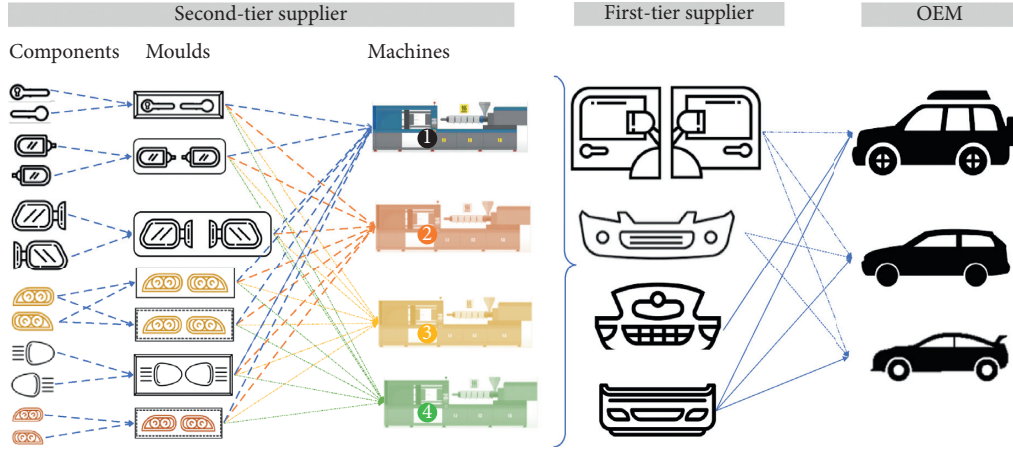 Second-tier supplier
First-tier supplier
OEM
Components
Moulds
Machines
1
2
3
4